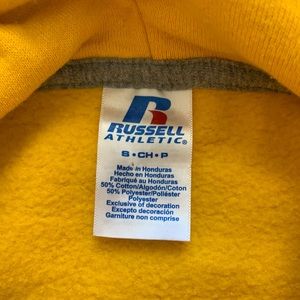 RUSSELL
ATHLETIC®
S•CH•P
Made in Honduras
Hecho en Honduras
Fabriqué au Honduras
50% Cotton/Algodón/Coton
50% Polyester/Poliéster
Polyester
Exclusive of decoration
Excepto decoración
Garniture non comprise